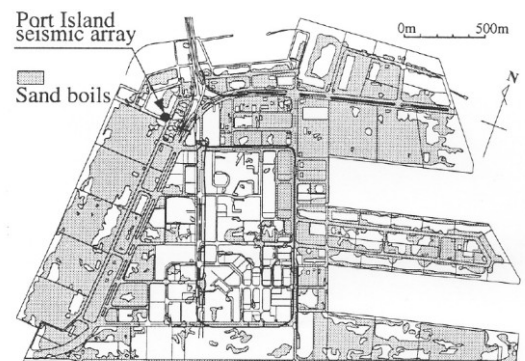 Port Island
seismic array
Sand boils
0m 500m
N